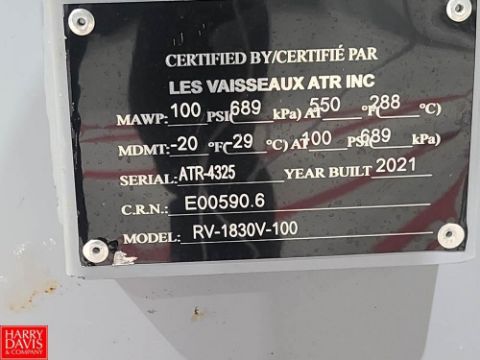 CERTIFIED BY/CERTIFIÉ PAR
LES VAISSEAUX ATR INC
MAWP: 100 PSI( 689 kPa) AT 550 °F( 288 °C)
MDMT: -20 °F( -29 °C) AT 100 PSI( 689 kPa)
SERIAL: ATR-4325 YEAR BUILT 2021
C.R.N.: E00590.6
MODEL: RV-1830V-100
HARRY
DAVIS
& COMPANY